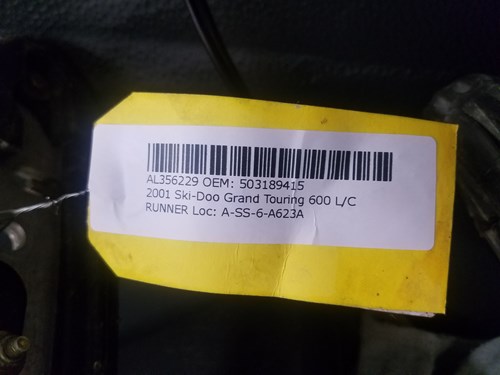 AL356229 OEM: 503189415
2001 Ski-Doo Grand Touring 600 L/C
RUNNER Loc: A-SS-6-A623A